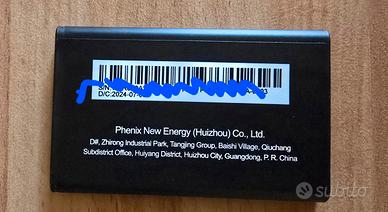 S/N:
D/C:2024-07-
Phenix New Energy (Huizhou) Co., Ltd.
D#, Zhirong Industrial Park, Tangjing Group, Baishi Village, Qiuchang
Subdistrict Office, Huiyang District, Huizhou City, Guangdong, P. R. China
subito